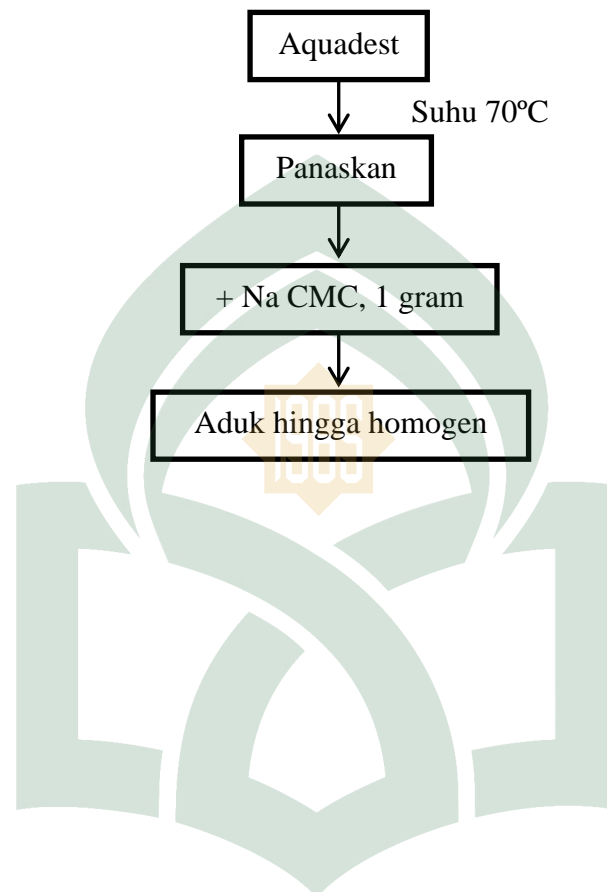 Aquadest
Suhu 70ºC
Panaskan
+ Na CMC, 1 gram
Aduk hingga homogen